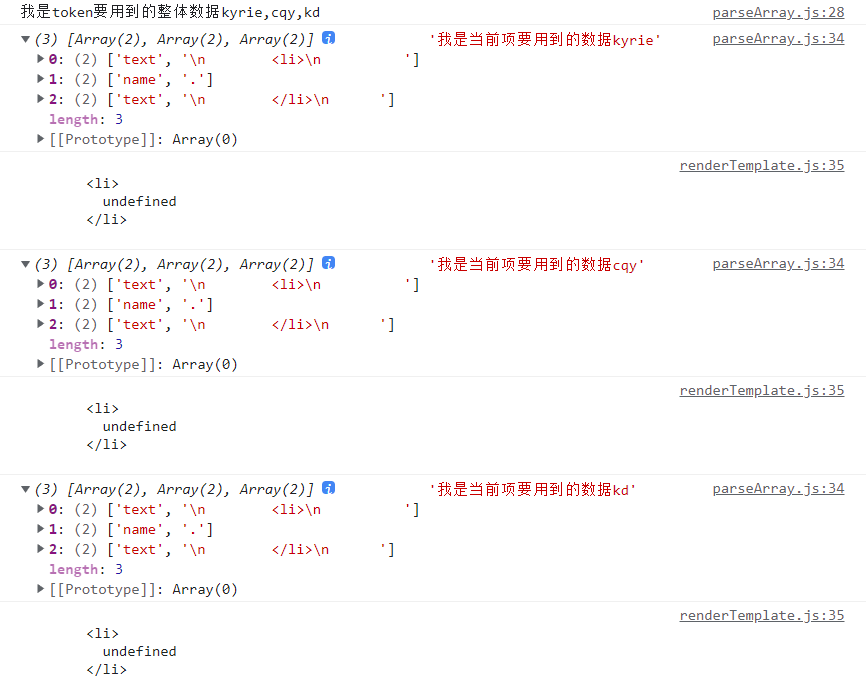 我是token要用到的整体数据kyrie,cqy,kd parseArray.js:28
(3) [Array(2), Array(2), Array(2)] '我是当前项要用到的数据kyrie' parseArray.js:34
0: (2) ['text', '\n        <li>\n          ']
1: (2) ['name', '.']
2: (2) ['text', '\n        </li>\n      ']
length: 3
[[Prototype]]: Array(0)
renderTemplate.js:35
<li>
undefined
</li>
(3) [Array(2), Array(2), Array(2)] '我是当前项要用到的数据cqy' parseArray.js:34
0: (2) ['text', '\n        <li>\n          ']
1: (2) ['name', '.']
2: (2) ['text', '\n        </li>\n      ']
length: 3
[[Prototype]]: Array(0)
renderTemplate.js:35
<li>
undefined
</li>
(3) [Array(2), Array(2), Array(2)] '我是当前项要用到的数据kd' parseArray.js:34
0: (2) ['text', '\n        <li>\n          ']
1: (2) ['name', '.']
2: (2) ['text', '\n        </li>\n      ']
length: 3
[[Prototype]]: Array(0)
renderTemplate.js:35
<li>
undefined
</li>